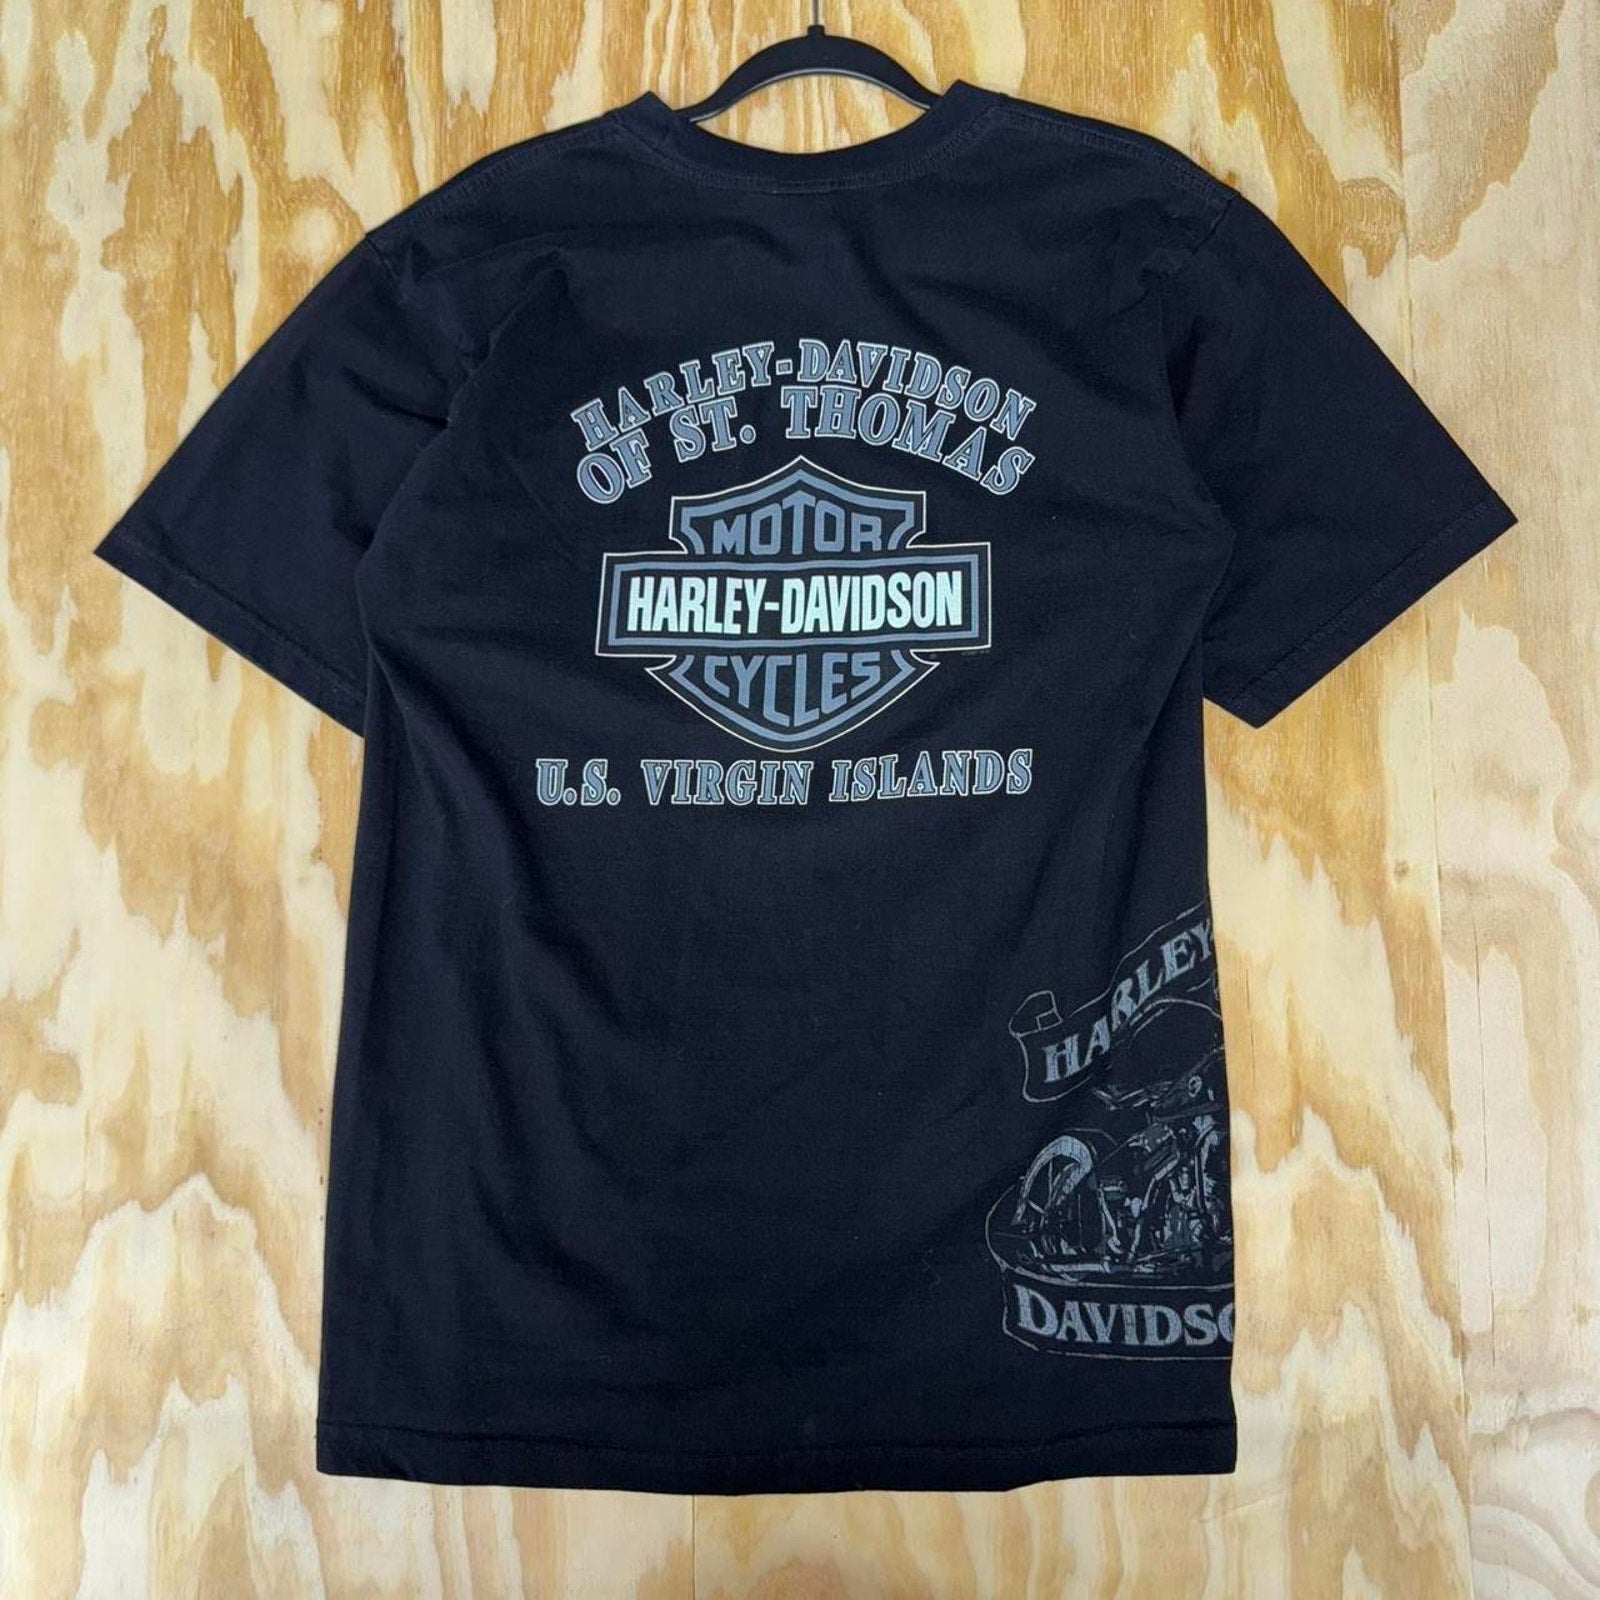 HARLEY-DAVIDSON
OF ST. THOMAS
MOTOR
HARLEY-DAVIDSON
CYCLES
U.S. VIRGIN ISLANDS
HARLEY-
DAVIDSO